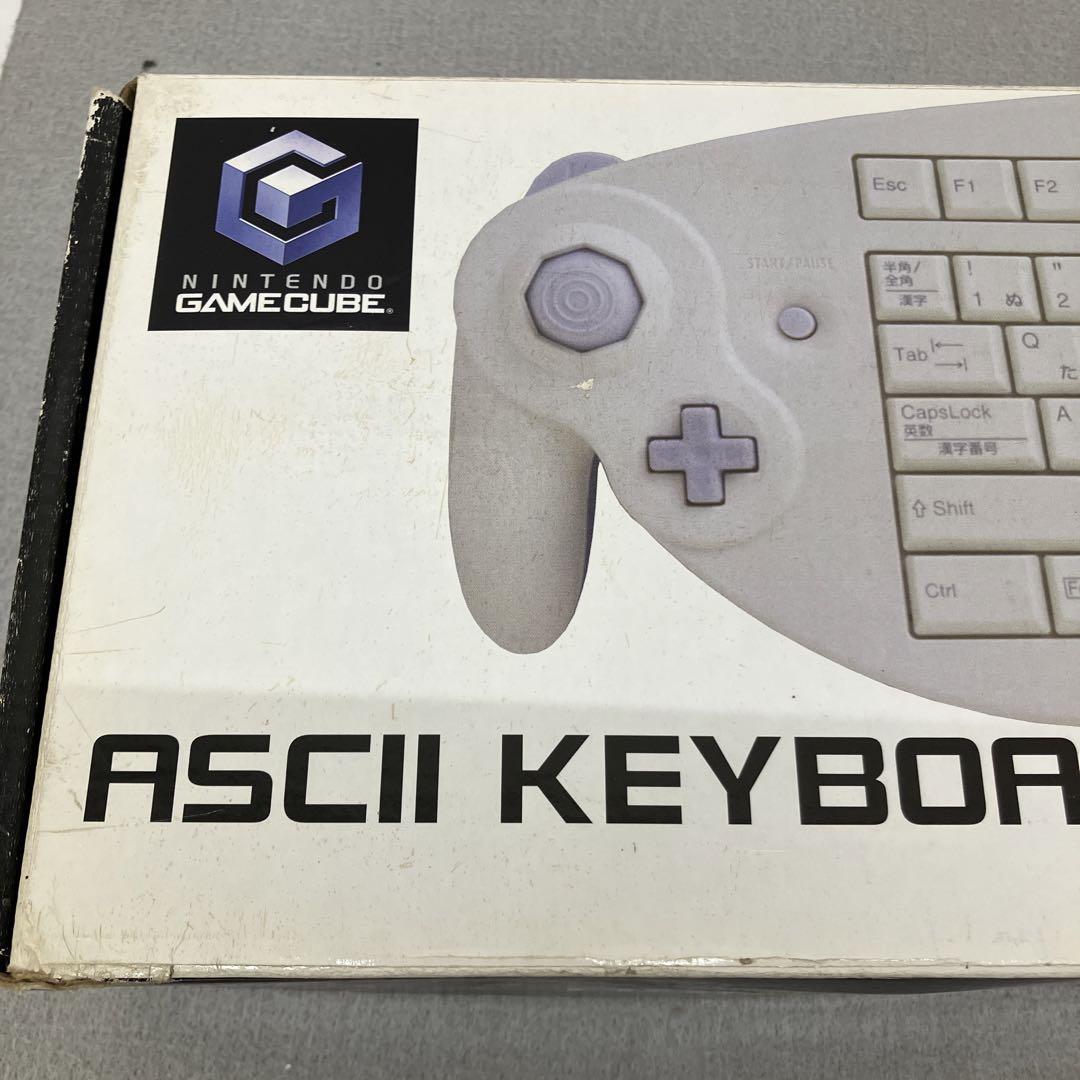 NINTENDO
GAMECUBE
START/PAUSE
Esc
F1
F2
半角/
全角
漢字
!
1 ぬ
"
2
Tab
Q
た
CapsLock
英数
漢字番号
A
⇧ Shift
Ctrl
ASCII KEYBOA